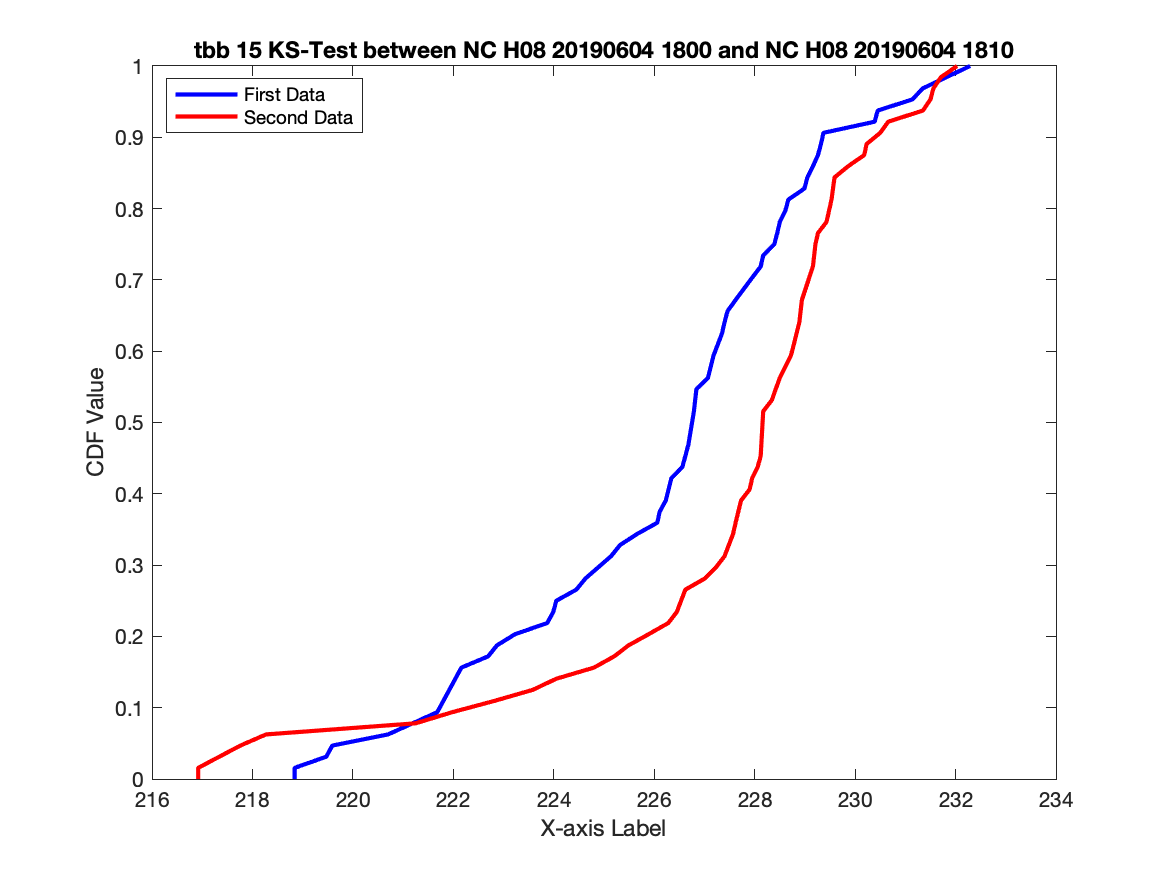 tbb 15 KS-Test between NC H08 20190604 1800 and NC H08 20190604 1810
First Data
Second Data
1
0.9
0.8
0.7
0.6
0.5
0.4
0.3
0.2
0.1
0
CDF Value
216 218 220 222 224 226 228 230 232 234
X-axis Label